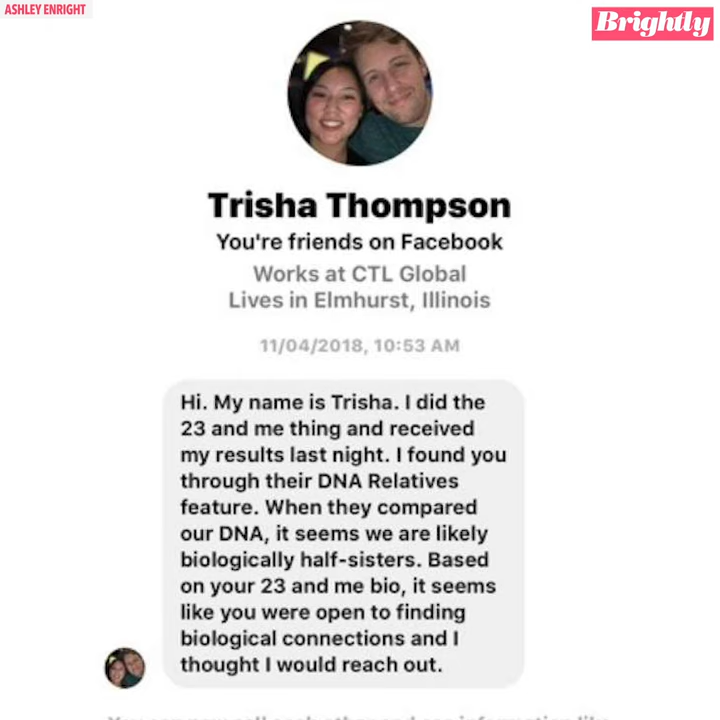 ASHLEY ENRIGHT
Brightly
Trisha Thompson
You're friends on Facebook
Works at CTL Global
Lives in Elmhurst, Illinois
11/04/2018, 10:53 AM
Hi. My name is Trisha. I did the
23 and me thing and received
my results last night. I found you
through their DNA Relatives
feature. When they compared
our DNA, it seems we are likely
biologically half-sisters. Based
on your 23 and me bio, it seems
like you were open to finding
biological connections and I
thought I would reach out.